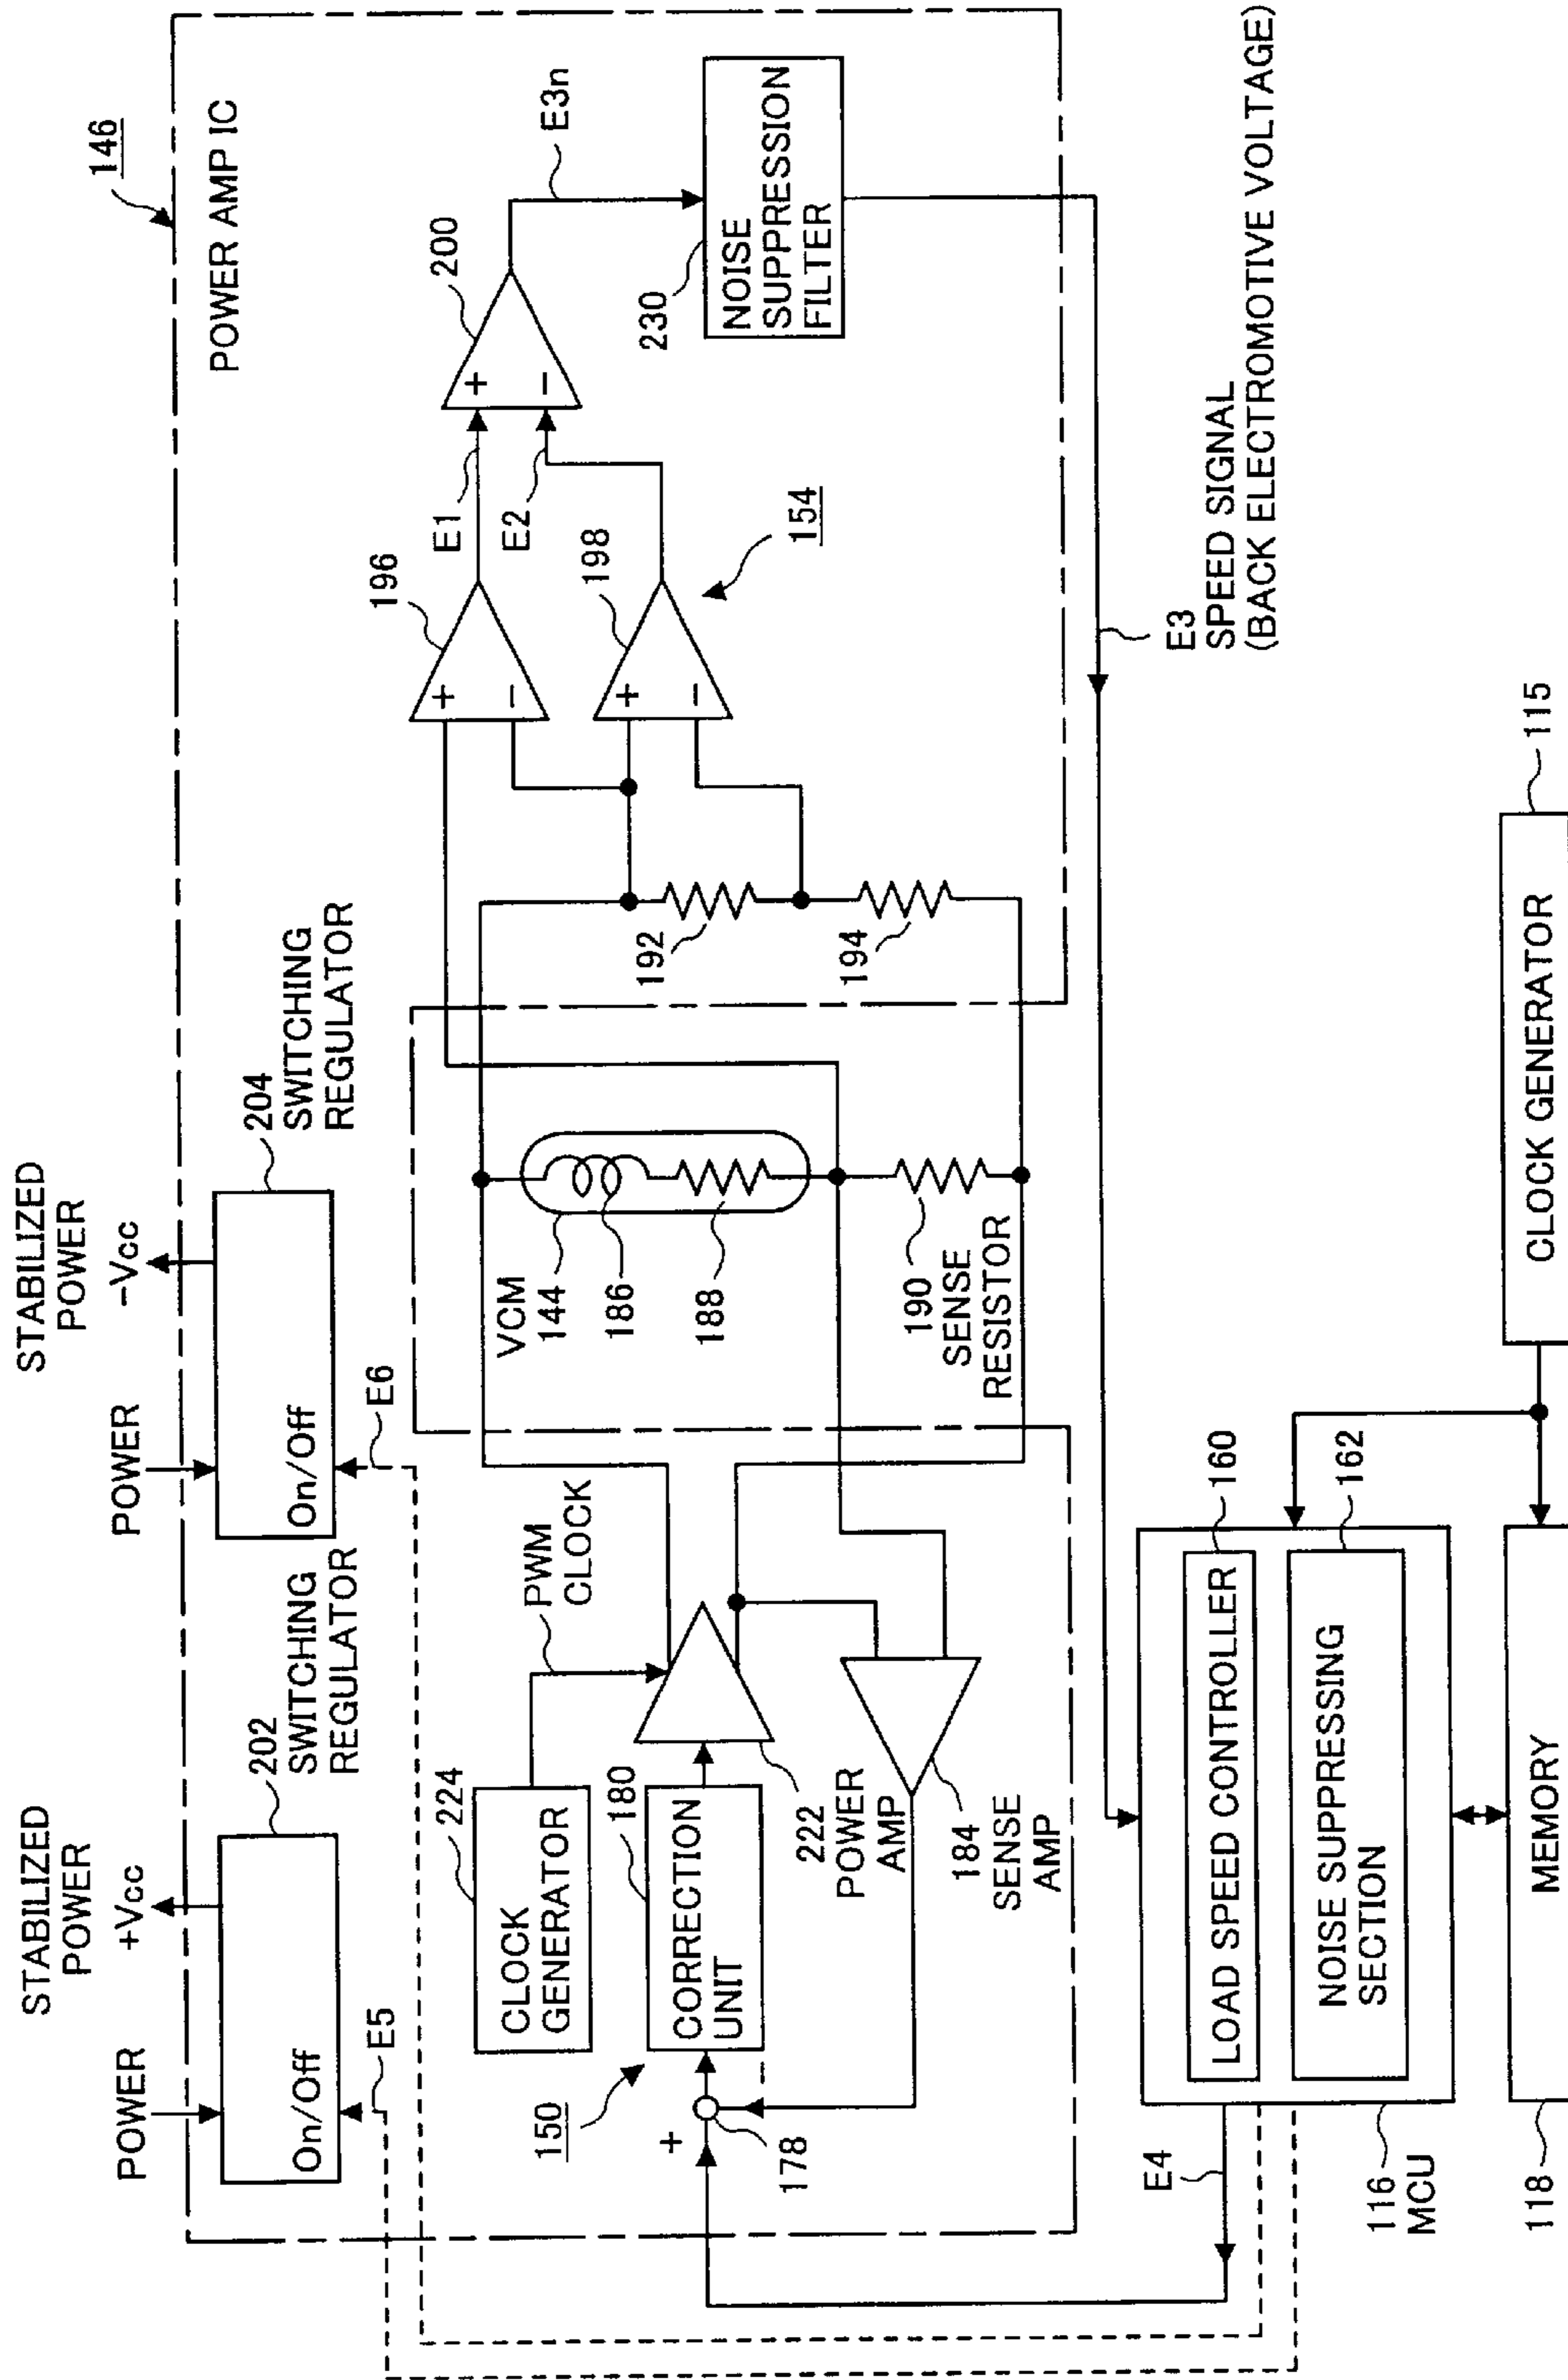 146
POWER AMP IC
STABILIZED
POWER
+Vcc
POWER
202
SWITCHING
REGULATOR
On/Off
E5
STABILIZED
POWER
−Vcc
POWER
204
SWITCHING
REGULATOR
On/Off
E6
224
CLOCK
GENERATOR
PWM
CLOCK
150
180
CORRECTION
UNIT
+
178
222
POWER
AMP
184
SENSE
AMP
VCM
144
186
188
190
SENSE
RESISTOR
192
194
196
+
−
198
+
−
154
E1
E2
200
+
−
E3n
230
NOISE
SUPPRESSION
FILTER
E3
SPEED SIGNAL
(BACK ELECTROMOTIVE VOLTAGE)
E4
160
LOAD SPEED CONTROLLER
162
NOISE SUPPRESSING
SECTION
116
MCU
118
MEMORY
115
CLOCK GENERATOR